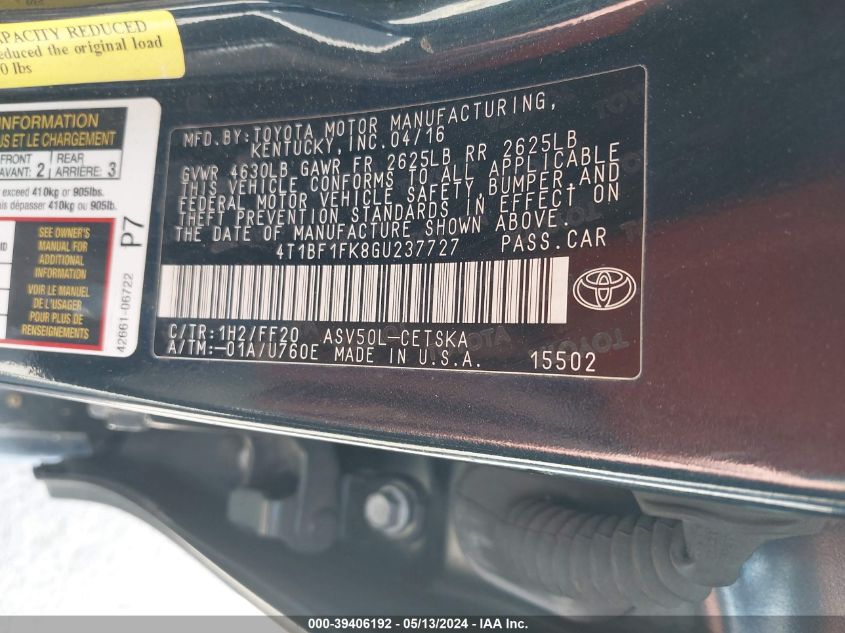 APACITY REDUCED
educed the original load
0 lbs
INFORMATION
US ET LE CHARGEMENT
FRONT
AVANT: 2
REAR
ARRIÈRE: 3
exceed 410kg or 905lbs.
dépasser 410 kg ou 905lb.
SEE OWNER'S
MANUAL FOR
ADDITIONAL
INFORMATION
VOIR LE MANUEL
DE L'USAGER
POUR PLUS DE
RENSEIGNEMENTS
P7
42661-06722
MFD.BY:TOYOTA MOTOR MANUFACTURING,
KENTUCKY,INC.04/16
GVWR 4630LB GAWR FR 2625LB RR 2625LB
THIS VEHICLE CONFORMS TO ALL APPLICABLE
FEDERAL MOTOR VEHICLE SAFETY,BUMPER,AND
THEFT PREVENTION STANDARDS IN EFFECT ON
THE DATE OF MANUFACTURE SHOWN ABOVE.
4T1BF1FK8GU237727 PASS.CAR
C/TR:1H2/FF20 ASV50L-CETSKA
A/TM:-01A/U760E MADE IN U.S.A. 15502
000-39406192 - 05/13/2024 - IAA Inc.